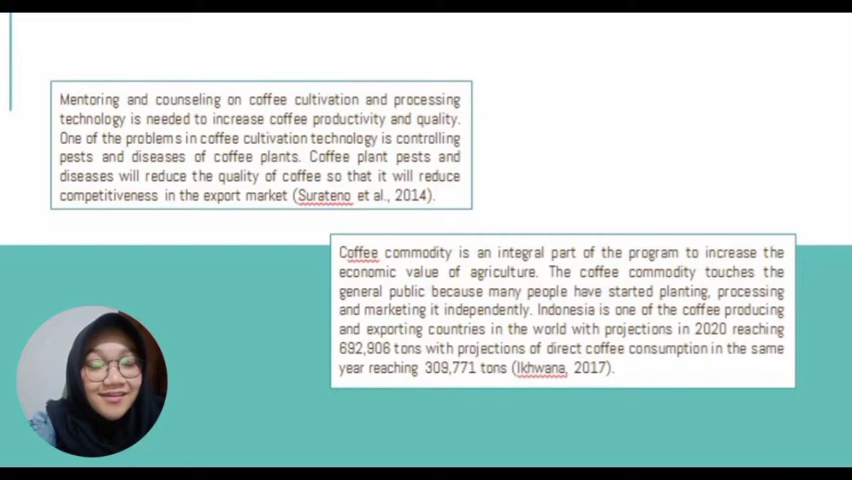 Mentoring and counseling on coffee cultivation and processing
technology is needed to increase coffee productivity and quality.
One of the problems in coffee cultivation technology is controlling
pests and diseases of coffee plants. Coffee plant pests and
diseases will reduce the quality of coffee so that it will reduce
competitiveness in the export market (Surateno et al., 2014).
Coffee commodity is an integral part of the program to increase the
economic value of agriculture. The coffee commodity touches the
general public because many people have started planting, processing
and marketing it independently. Indonesia is one of the coffee producing
and exporting countries in the world with projections in 2020 reaching
692,906 tons with projections of direct coffee consumption in the same
year reaching 309,771 tons (Ikhwana, 2017).